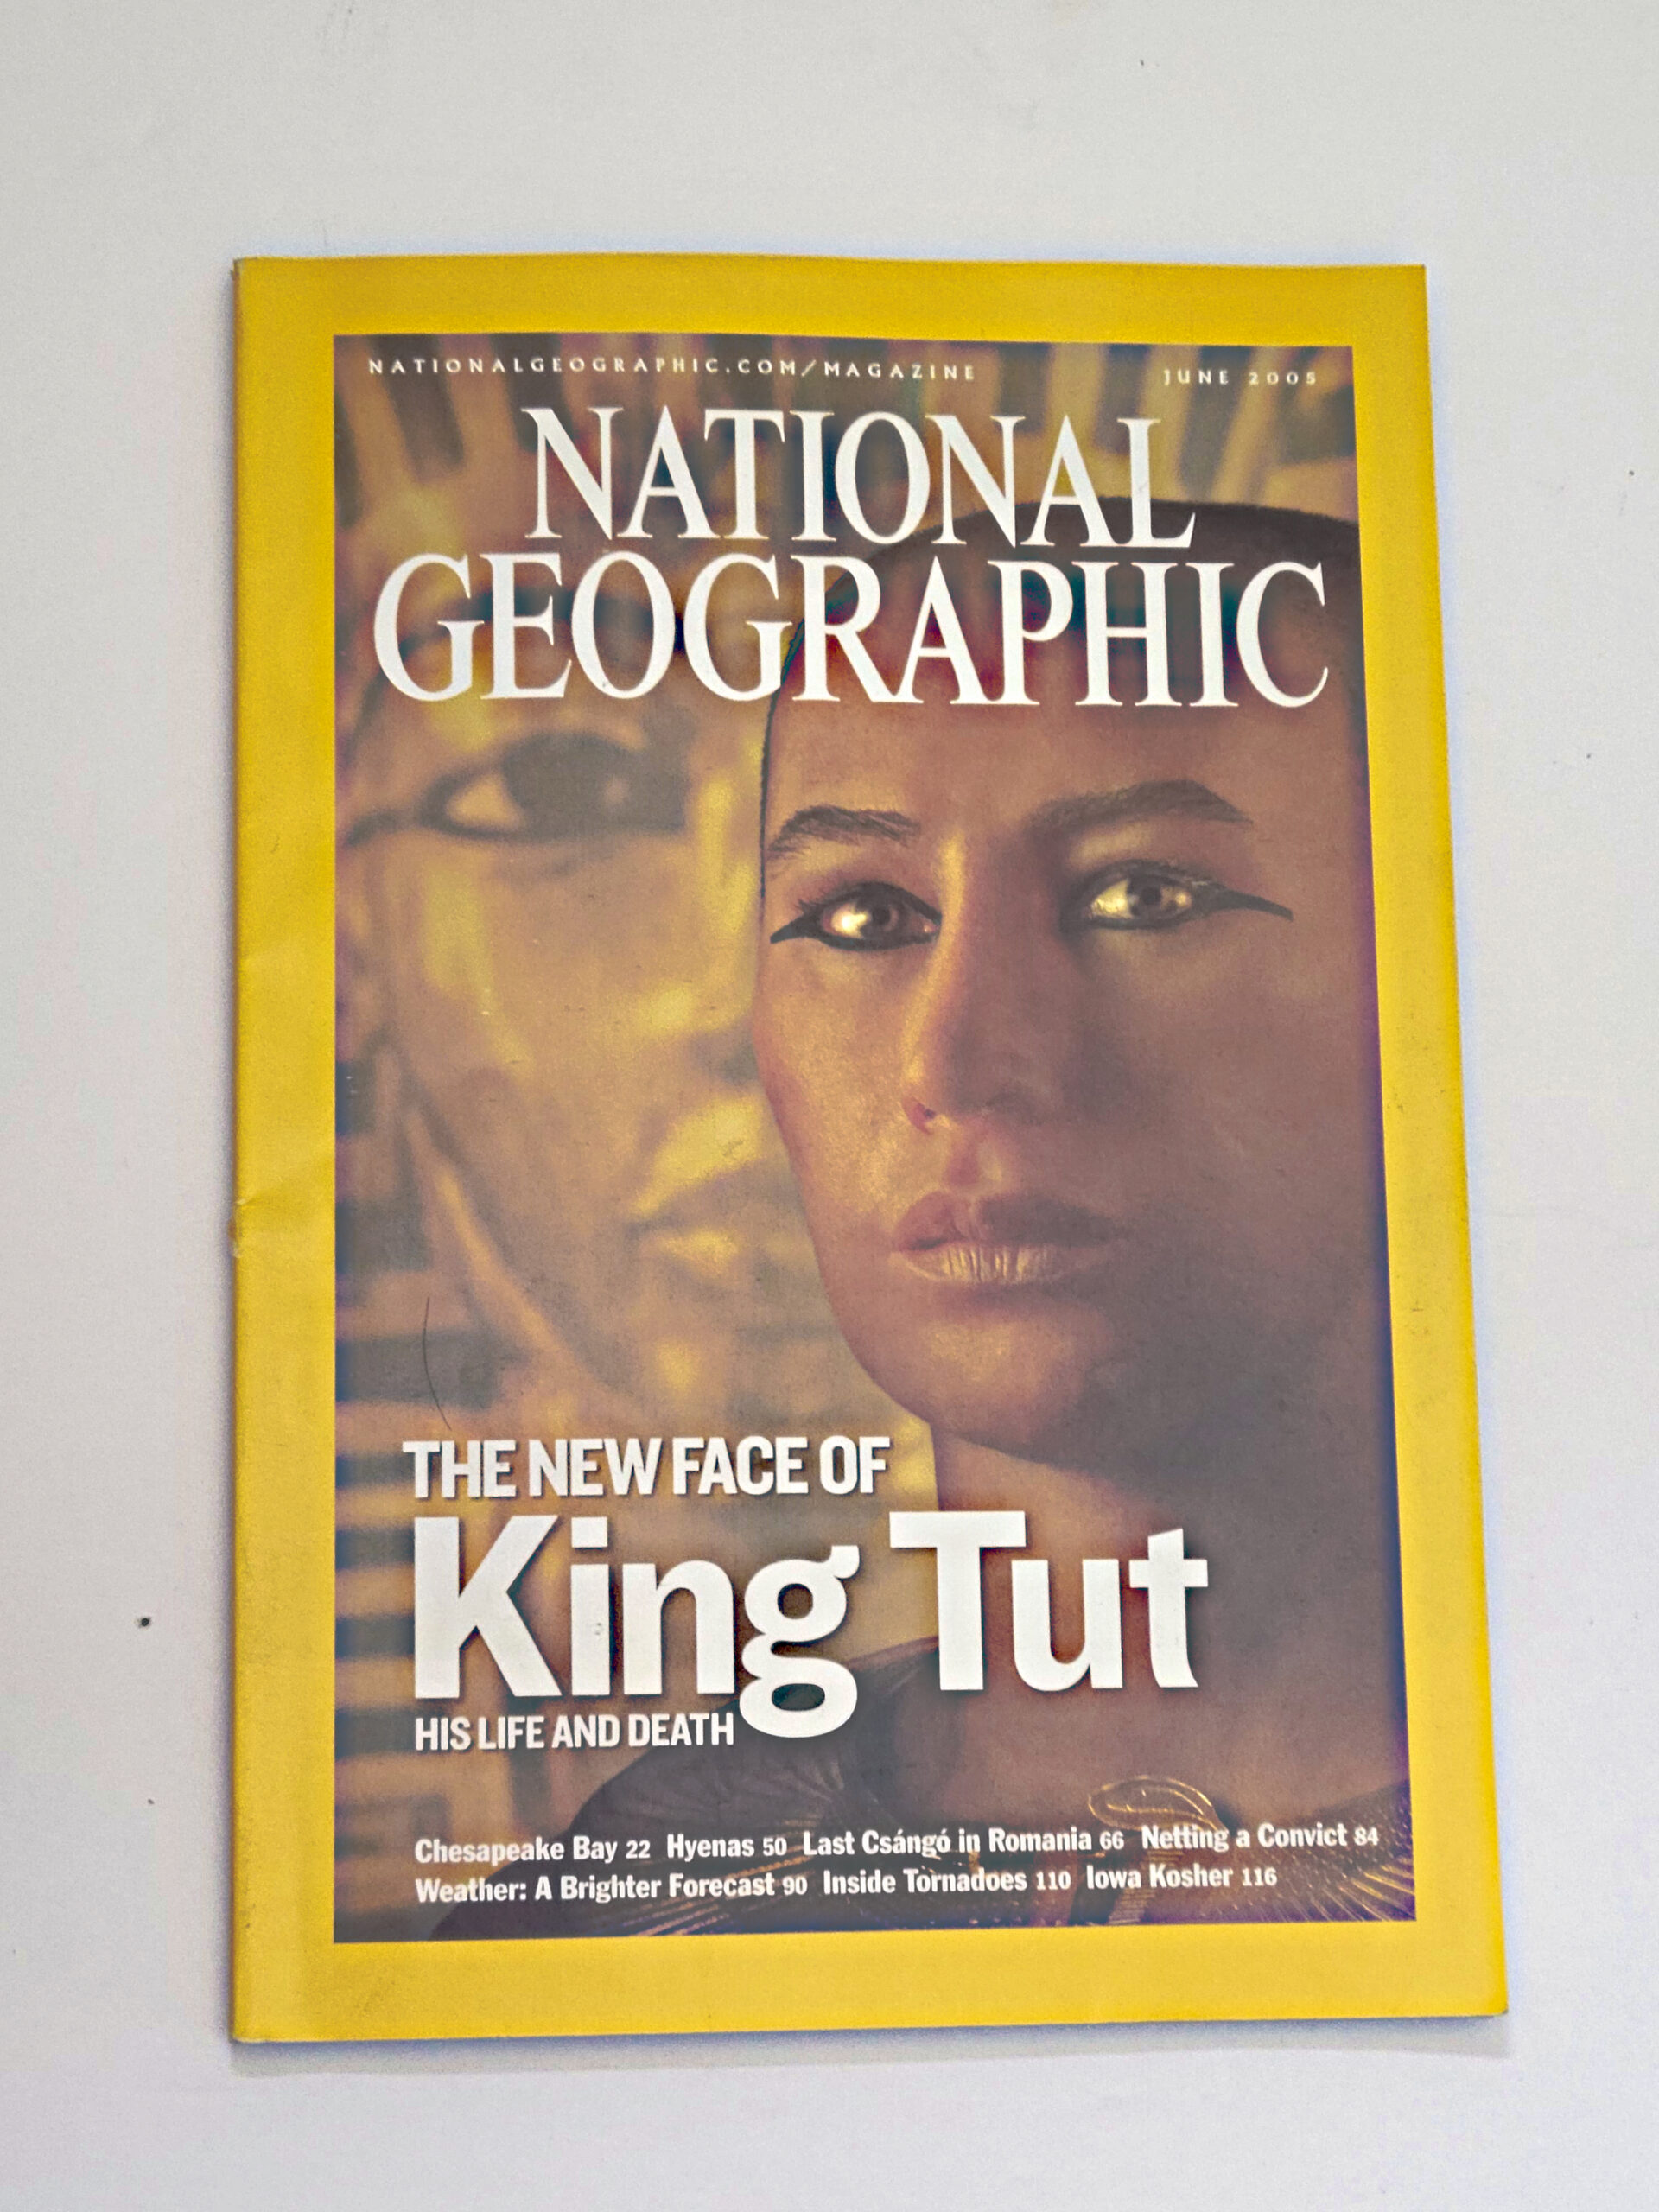 NATIONALGEOGRAPHIC.COM/MAGAZINE JUNE 2005
NATIONAL
GEOGRAPHIC
THE NEW FACE OF
King Tut
HIS LIFE AND DEATH
Chesapeake Bay 22 Hyenas 50 Last Csángó in Romania 66 Netting a Convict 84
Weather: A Brighter Forecast 90 Inside Tornadoes 110 Iowa Kosher 116